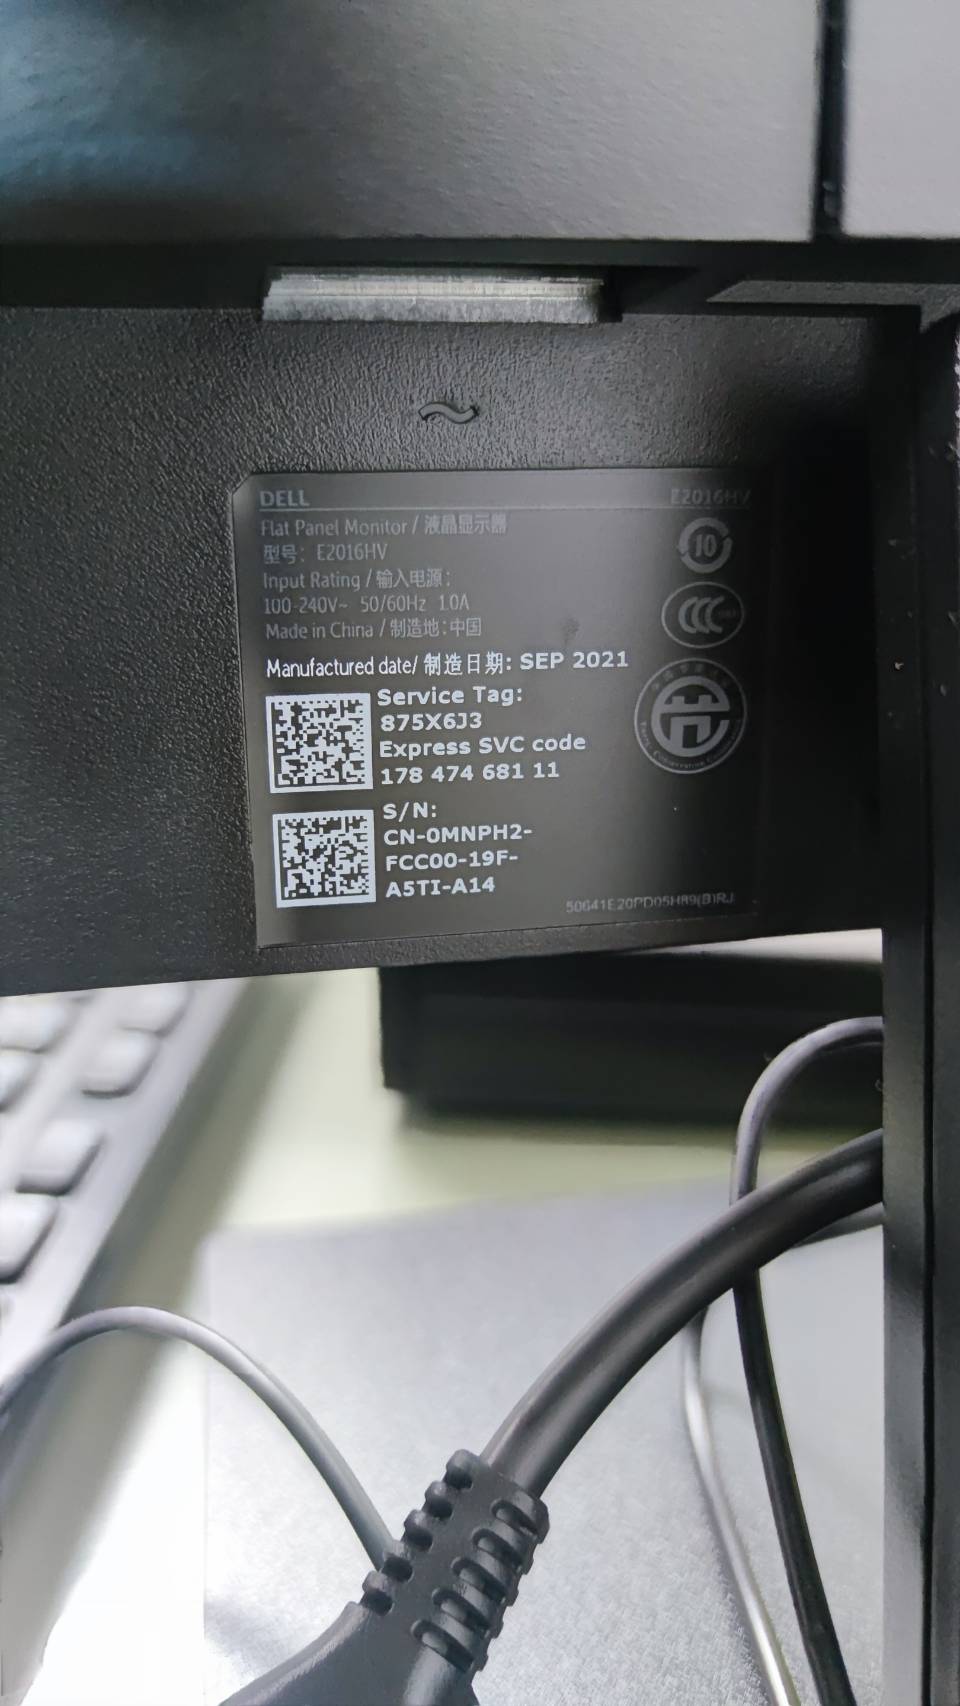 DELL E2016HV
Flat Panel Monitor / 液晶显示器
型号: E2016HV
Input Rating / 输入电源:
100-240V~ 50/60Hz 1.0A
Made in China / 制造地:中国
10
Manufactured date/ 制造日期: SEP 2021
Service Tag:
875X6J3
Express SVC code
178 474 681 11
S/N:
CN-0MNPH2-
FCC00-19F-
A5TI-A14